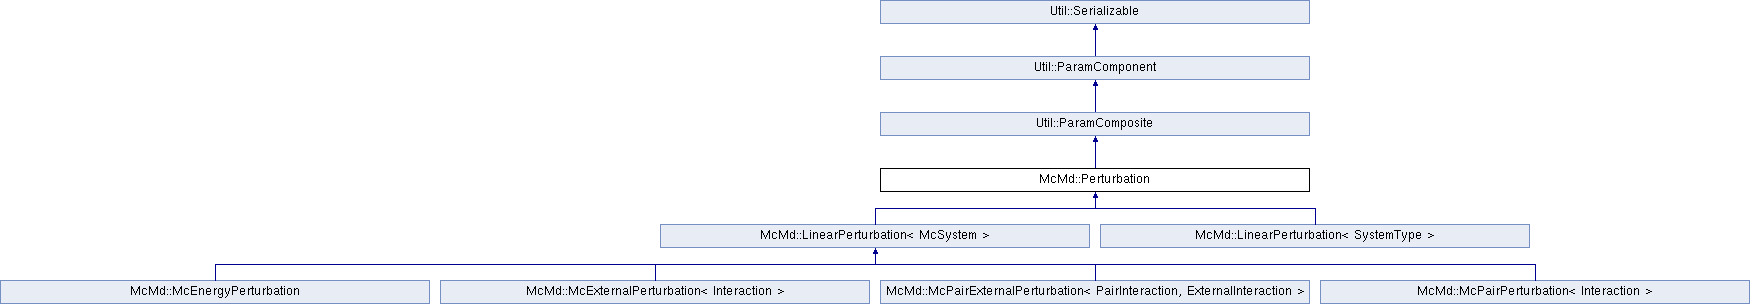 Util::Serializable
Util::ParamComponent
Util::ParamComposite
McMd::Perturbation
McMd::LinearPerturbation< McSystem >
McMd::LinearPerturbation< SystemType >
McMd::McEnergyPerturbation
McMd::McExternalPerturbation< Interaction >
McMd::McPairExternalPerturbation< PairInteraction, ExternalInteraction >
McMd::McPairPerturbation< Interaction >